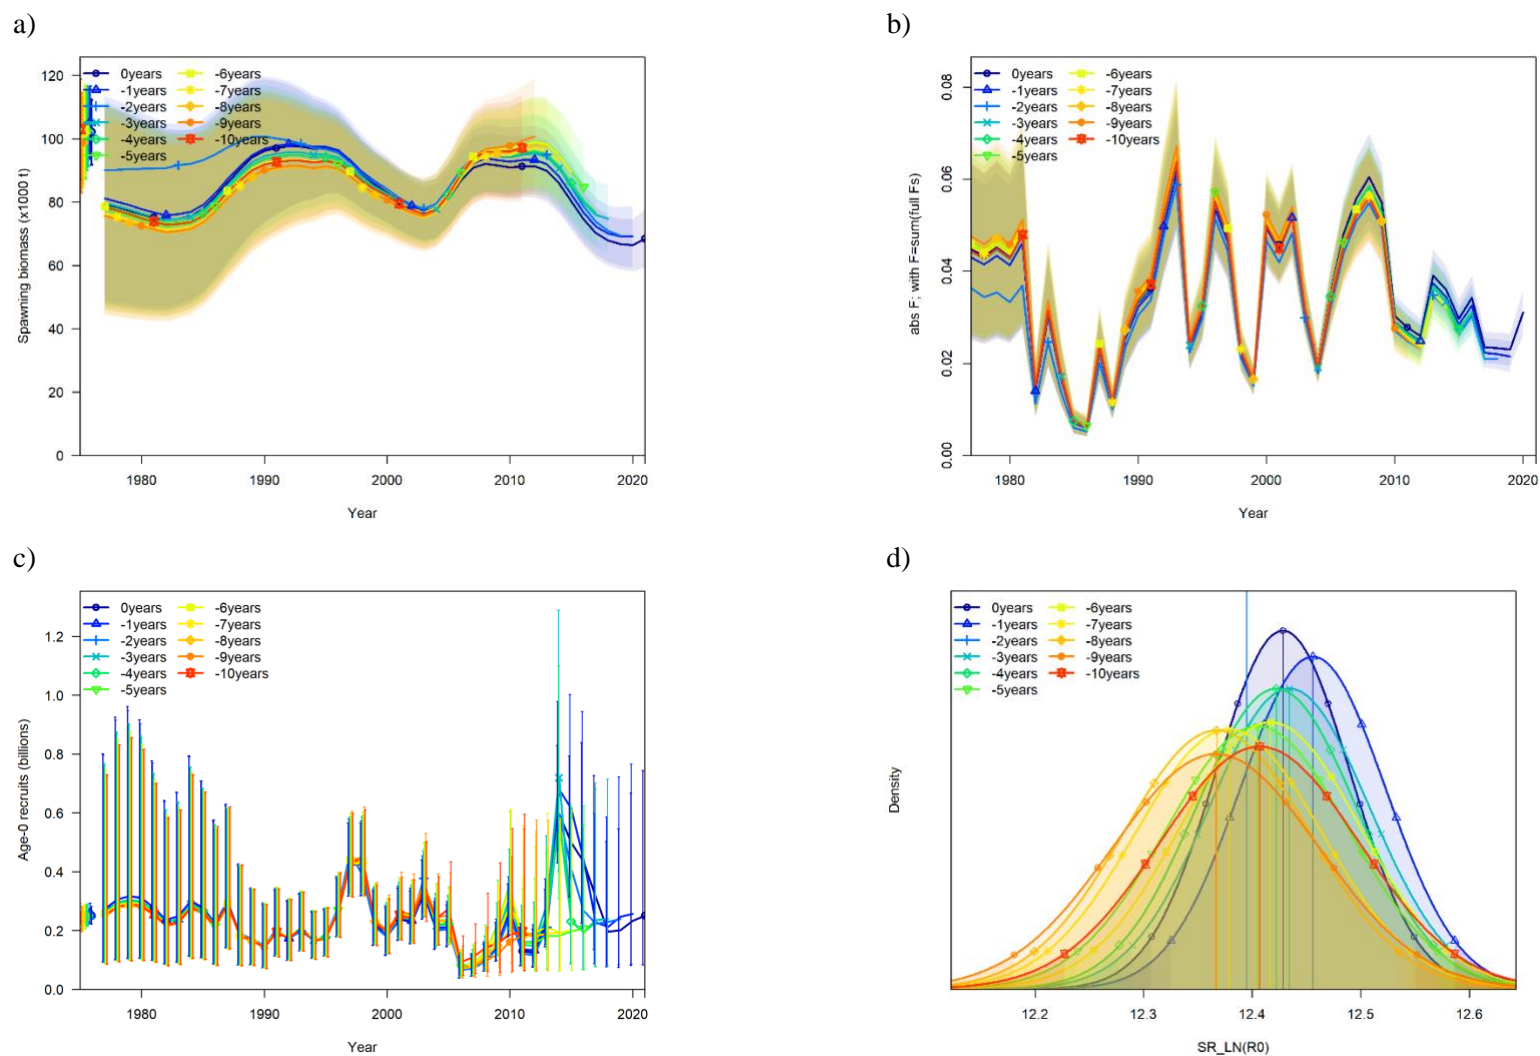 a)
Spawning biomass (x1000 t)
120
100
80
60
40
20
0
0years
-1years
-2years
-3years
-4years
-5years
-6years
-7years
-8years
-9years
-10years
1980
1990
2000
2010
2020
Year
b)
abs F; with F=sum(full Fs)
0.08
0.06
0.04
0.02
0.00
0years
-1years
-2years
-3years
-4years
-5years
-6years
-7years
-8years
-9years
-10years
1980
1990
2000
2010
2020
Year
c)
Age-0 recruits (billions)
1.2
1.0
0.8
0.6
0.4
0.2
0.0
0years
-1years
-2years
-3years
-4years
-5years
-6years
-7years
-8years
-9years
-10years
1980
1990
2000
2010
2020
Year
d)
Density
0years
-1years
-2years
-3years
-4years
-5years
-6years
-7years
-8years
-9years
-10years
12.2
12.3
12.4
12.5
12.6
SR_LN(R0)